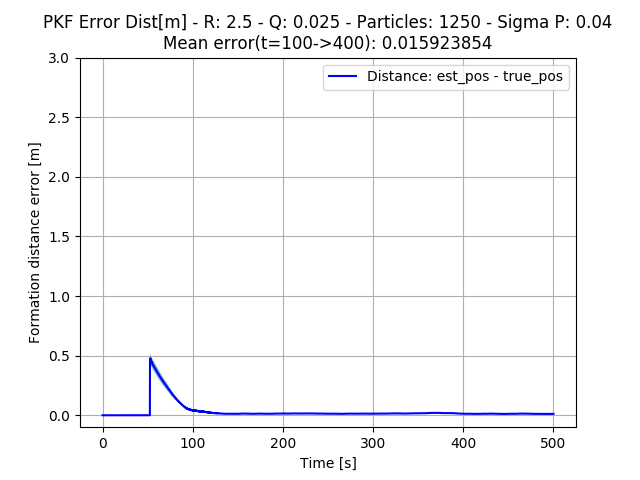 PKF Error Dist[m] - R: 2.5 - Q: 0.025 - Particles: 1250 - Sigma P: 0.04
Mean error(t=100->400): 0.015923854
Distance: est_pos - true_pos
Formation distance error [m]
3.0
2.5
2.0
1.5
1.0
0.5
0.0
0 100 200 300 400 500
Time [s]